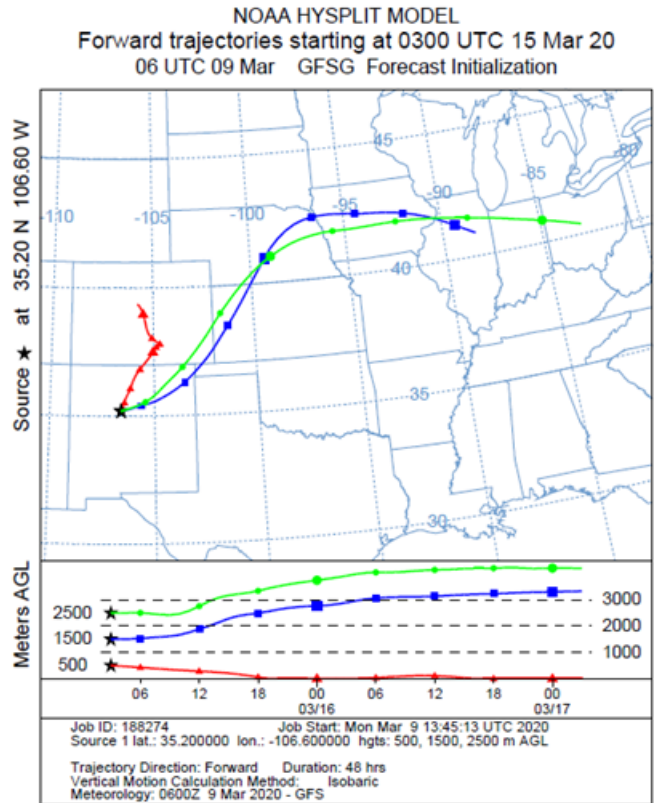 NOAA HYSPLIT MODEL
Forward trajectories starting at 0300 UTC 15 Mar 20
06 UTC 09 Mar GFSG Forecast Initialization
Source ★ at 35.20 N 106.60 W
45
-80
-85
-90
-95
-100
-105
-110
40
35
30
Meters AGL
2500
1500
500
3000
2000
1000
06 12 18 00 06 12 18 00
03/16 03/17
Job ID: 188274 Job Start: Mon Mar 9 13:45:13 UTC 2020
Source 1 lat.: 35.200000 lon.: -106.600000 hgts: 500, 1500, 2500 m AGL
Trajectory Direction: Forward Duration: 48 hrs
Vertical Motion Calculation Method: Isobaric
Meteorology: 0600Z 9 Mar 2020 - GFS